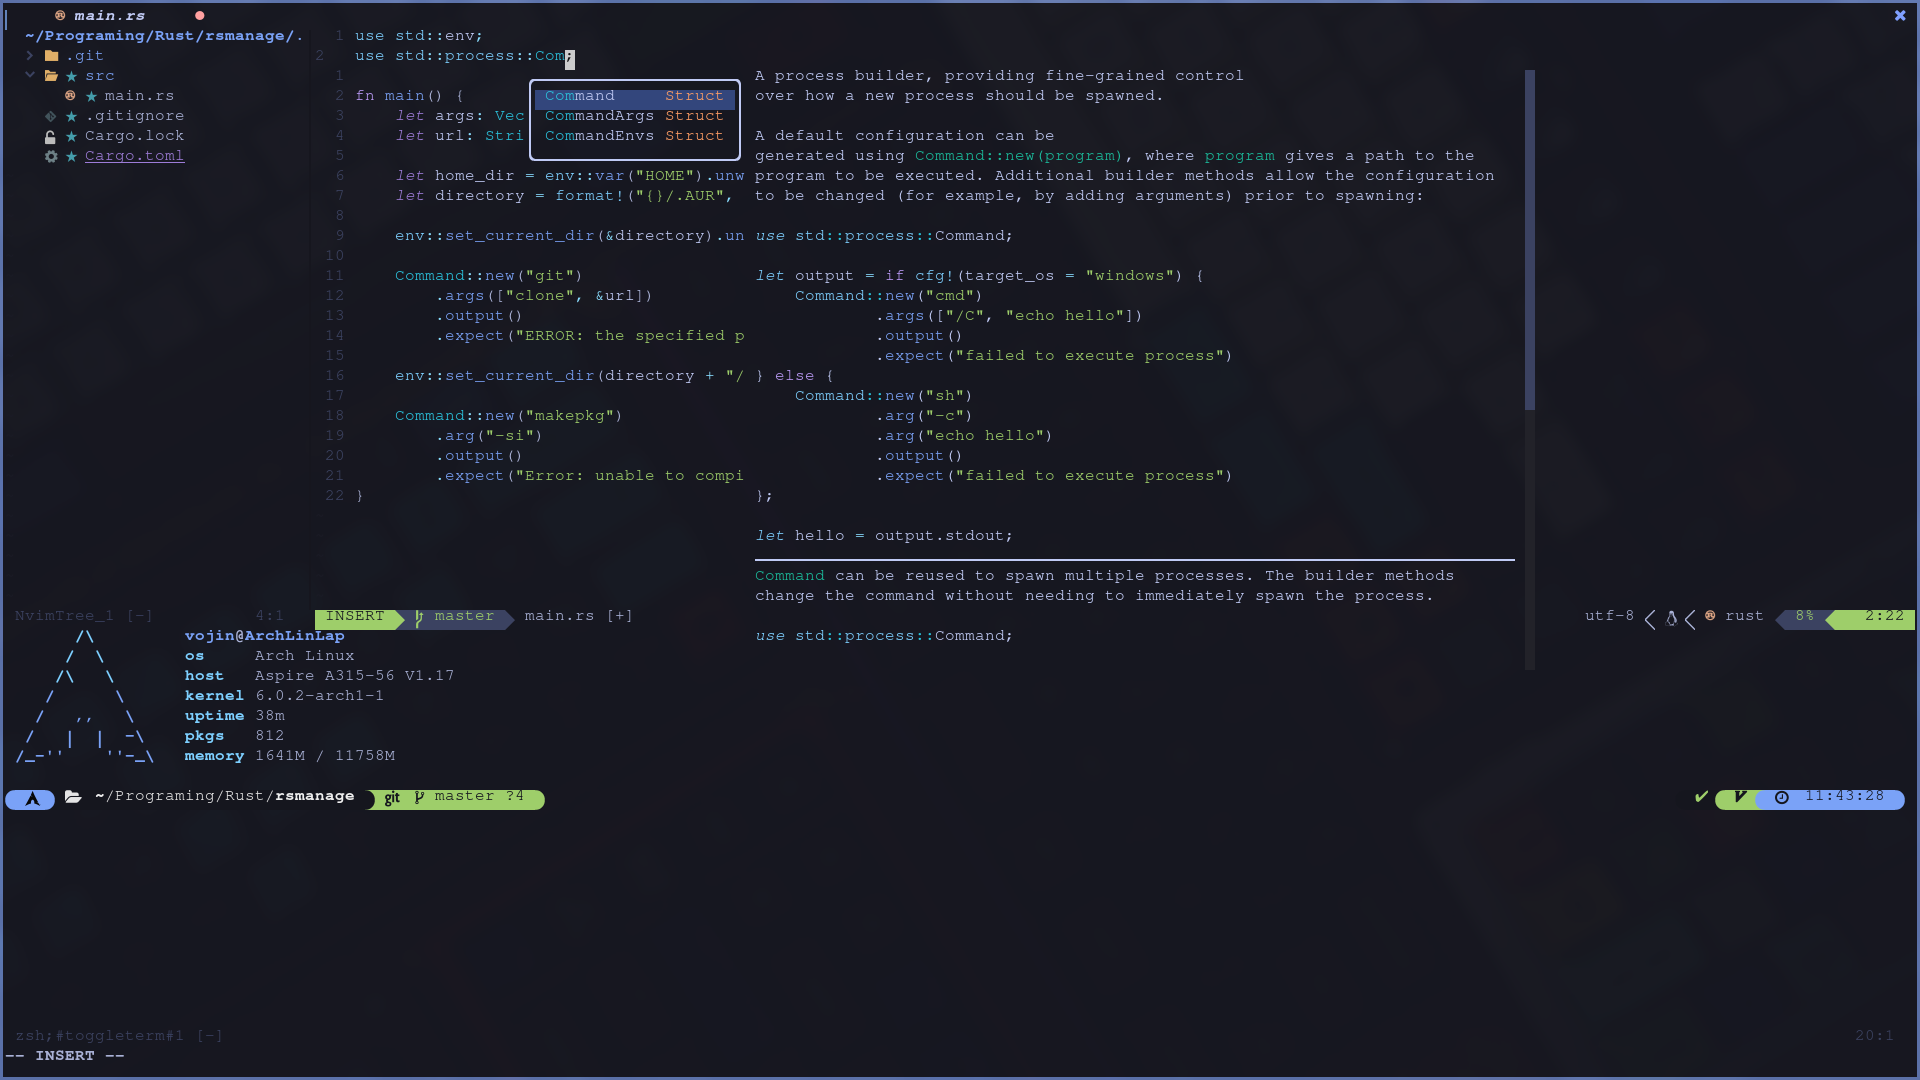 main.rs
~/Programing/Rust/rsmanage/.
.git
src
main.rs
.gitignore
Cargo.lock
Cargo.toml
1 use std::env;
2 use std::process::Com;
1
2 fn main() {
3 let args: Vec
4 let url: Stri
5
6 let home_dir = env::var("HOME").unw
7 let directory = format!("{}/.AUR",
8
9 env::set_current_dir(&directory).un
10
11 Command::new("git")
12 .args(["clone", &url])
13 .output()
14 .expect("ERROR: the specified p
15
16 env::set_current_dir(directory + "/
17
18 Command::new("makepkg")
19 .arg("-si")
20 .output()
21 .expect("Error: unable to compi
22 }
Command Struct
CommandArgs Struct
CommandEnvs Struct
A process builder, providing fine-grained control
over how a new process should be spawned.
A default configuration can be
generated using Command::new(program), where program gives a path to the
program to be executed. Additional builder methods allow the configuration
to be changed (for example, by adding arguments) prior to spawning:
use std::process::Command;
let output = if cfg!(target_os = "windows") {
Command::new("cmd")
.args(["/C", "echo hello"])
.output()
.expect("failed to execute process")
} else {
Command::new("sh")
.arg("-c")
.arg("echo hello")
.output()
.expect("failed to execute process")
};
let hello = output.stdout;
Command can be reused to spawn multiple processes. The builder methods
change the command without needing to immediately spawn the process.
use std::process::Command;
NvimTree_1 [-] 4:1
INSERT master main.rs [+]
utf-8 rust 8% 2:22
vojin@ArchLinLap
os Arch Linux
host Aspire A315-56 V1.17
kernel 6.0.2-arch1-1
uptime 38m
pkgs 812
memory 1641M / 11758M
~/Programing/Rust/rsmanage git master ?4
11:43:28
zsh;#toggleterm#1 [-] 20:1
-- INSERT --